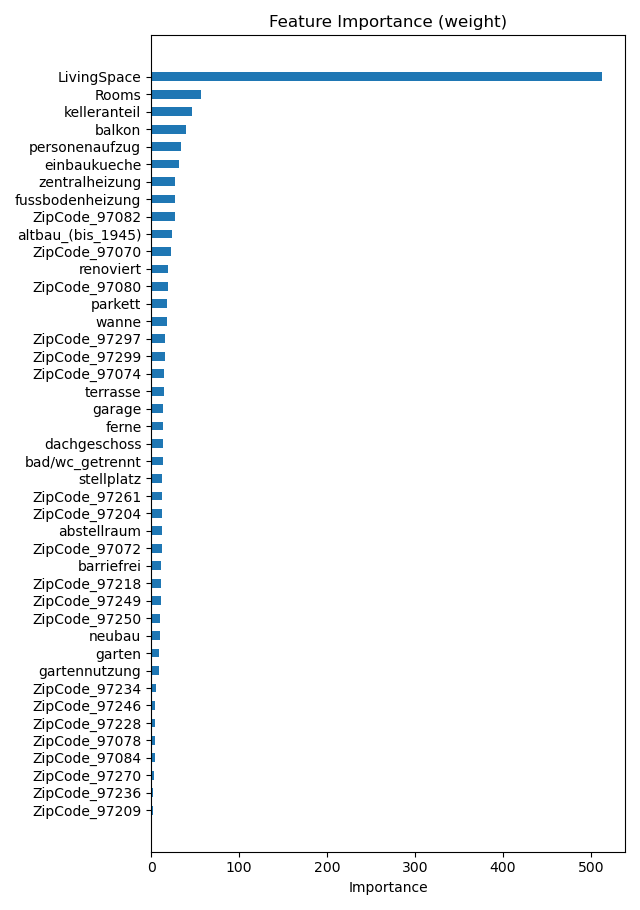 Feature Importance (weight)
LivingSpace
Rooms
kelleranteil
balkon
personenaufzug
einbaukueche
zentralheizung
fussbodenheizung
ZipCode_97082
altbau_(bis_1945)
ZipCode_97070
renoviert
ZipCode_97080
parkett
wanne
ZipCode_97297
ZipCode_97299
ZipCode_97074
terrasse
garage
ferne
dachgeschoss
bad/wc_getrennt
stellplatz
ZipCode_97261
ZipCode_97204
abstellraum
ZipCode_97072
barriefrei
ZipCode_97218
ZipCode_97249
ZipCode_97250
neubau
garten
gartennutzung
ZipCode_97234
ZipCode_97246
ZipCode_97228
ZipCode_97078
ZipCode_97084
ZipCode_97270
ZipCode_97236
ZipCode_97209
0 100 200 300 400 500
Importance